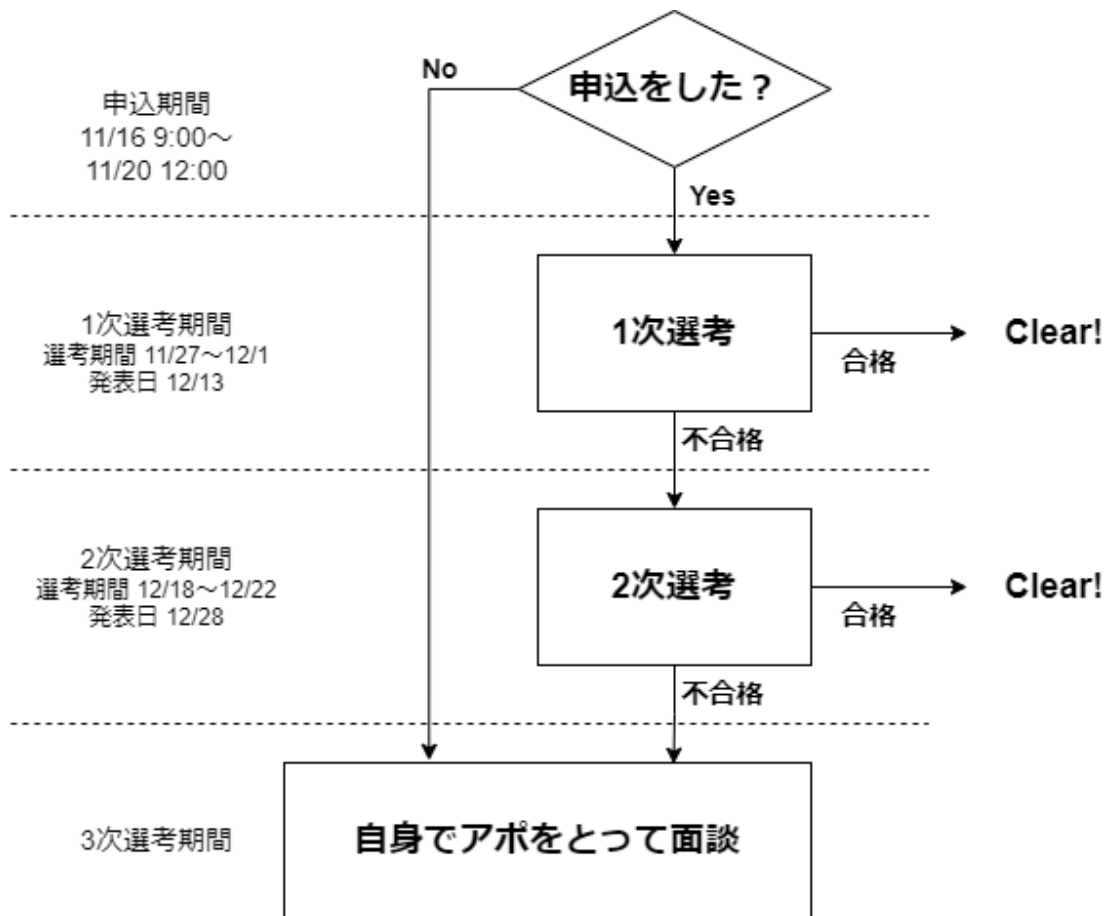 申込をした？
No
申込期間
11/16 9:00～
11/20 12:00
Yes
1次選考期間
選考期間 11/27～12/1
発表日 12/13
1次選考
合格
Clear!
不合格
2次選考期間
選考期間 12/18～12/22
発表日 12/28
2次選考
合格
Clear!
不合格
3次選考期間
自身でアポをとって面談